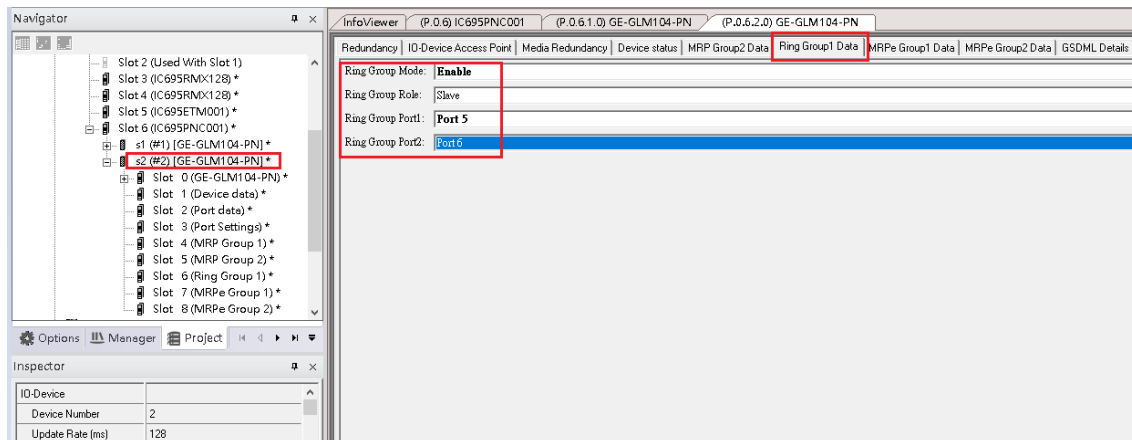 Navigator
Slot 2 (Used With Slot 1)
Slot 3 (IC695RMX128) *
Slot 4 (IC695RMX128) *
Slot 5 (IC695ETM001) *
Slot 6 (IC695PNC001) *
s1 (#1) [GE-GLM104-PN] *
s2 (#2) [GE-GLM104-PN] *
Slot 0 (GE-GLM104-PN) *
Slot 1 (Device data) *
Slot 2 (Port data) *
Slot 3 (Port Settings) *
Slot 4 (MRP Group 1) *
Slot 5 (MRP Group 2) *
Slot 6 (Ring Group 1) *
Slot 7 (MRPe Group 1) *
Slot 8 (MRPe Group 2) *
Options Manager Project
Inspector
IO-Device
Device Number 2
Update Rate (ms) 128
InfoViewer (P.0.6) IC695PNC001 (P.0.6.1.0) GE-GLM104-PN (P.0.6.2.0) GE-GLM104-PN
Redundancy IO-Device Access Point Media Redundancy Device status MRP Group2 Data Ring Group1 Data MRPe Group1 Data MRPe Group2 Data GSDML Details
Ring Group Mode: Enable
Ring Group Role: Slave
Ring Group Port1: Port 5
Ring Group Port2: Port 6